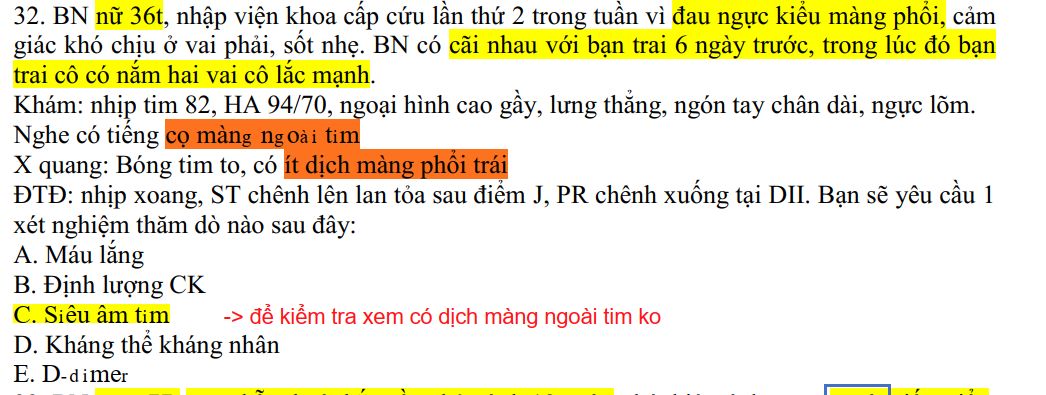 32. BN nữ 36t, nhập viện khoa cấp cứu lần thứ 2 trong tuần vì đau ngực kiểu màng phổi, cảm
giác khó chịu ở vai phải, sốt nhẹ. BN có cãi nhau với bạn trai 6 ngày trước, trong lúc đó bạn
trai cô có nắm hai vai cô lắc mạnh.
Khám: nhịp tim 82, HA 94/70, ngoại hình cao gầy, lưng thẳng, ngón tay chân dài, ngực lõm.
Nghe có tiếng cọ màng ngoài tim
X quang: Bóng tim to, có ít dịch màng phổi trái
ĐTĐ: nhịp xoang, ST chênh lên lan tỏa sau điểm J, PR chênh xuống tại DII. Bạn sẽ yêu cầu 1
xét nghiệm thăm dò nào sau đây:
A. Máu lắng
B. Định lượng CK
C. Siêu âm tim -> để kiểm tra xem có dịch màng ngoài tim ko
D. Kháng thể kháng nhân
E. D-dimer